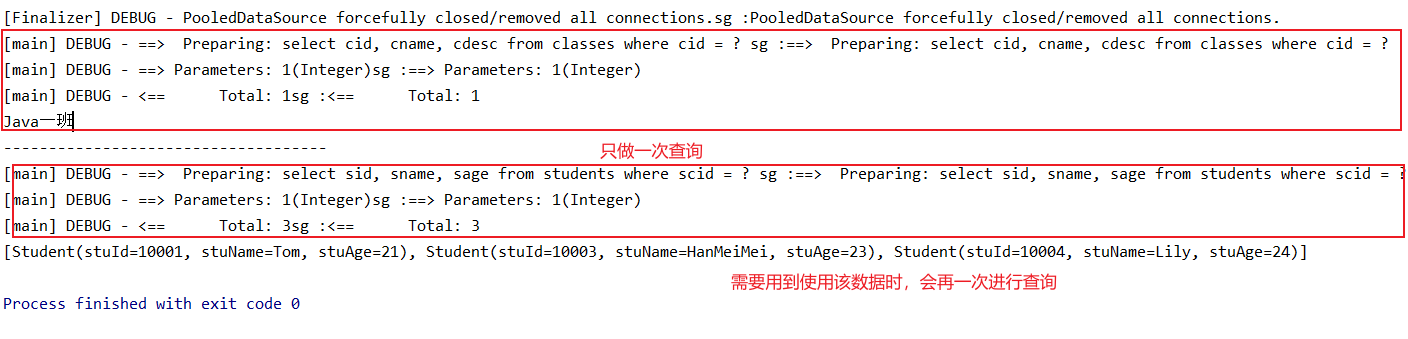 [Finalizer] DEBUG - PooledDataSource forcefully closed/removed all connections.sg :PooledDataSource forcefully closed/removed all connections.
[main] DEBUG - ==>  Preparing: select cid, cname, cdesc from classes where cid = ? sg :==>  Preparing: select cid, cname, cdesc from classes where cid = ?
[main] DEBUG - ==> Parameters: 1(Integer)sg :==> Parameters: 1(Integer)
[main] DEBUG - <==      Total: 1sg :<==      Total: 1
Java一班
------------------------------------
只做一次查询
[main] DEBUG - ==>  Preparing: select sid, sname, sage from students where scid = ? sg :==>  Preparing: select sid, sname, sage from students where scid = ?
[main] DEBUG - ==> Parameters: 1(Integer)sg :==> Parameters: 1(Integer)
[main] DEBUG - <==      Total: 3sg :<==      Total: 3
[Student(stuId=10001, stuName=Tom, stuAge=21), Student(stuId=10003, stuName=HanMeiMei, stuAge=23), Student(stuId=10004, stuName=Lily, stuAge=24)]
需要用到使用该数据时，会再一次进行查询
Process finished with exit code 0